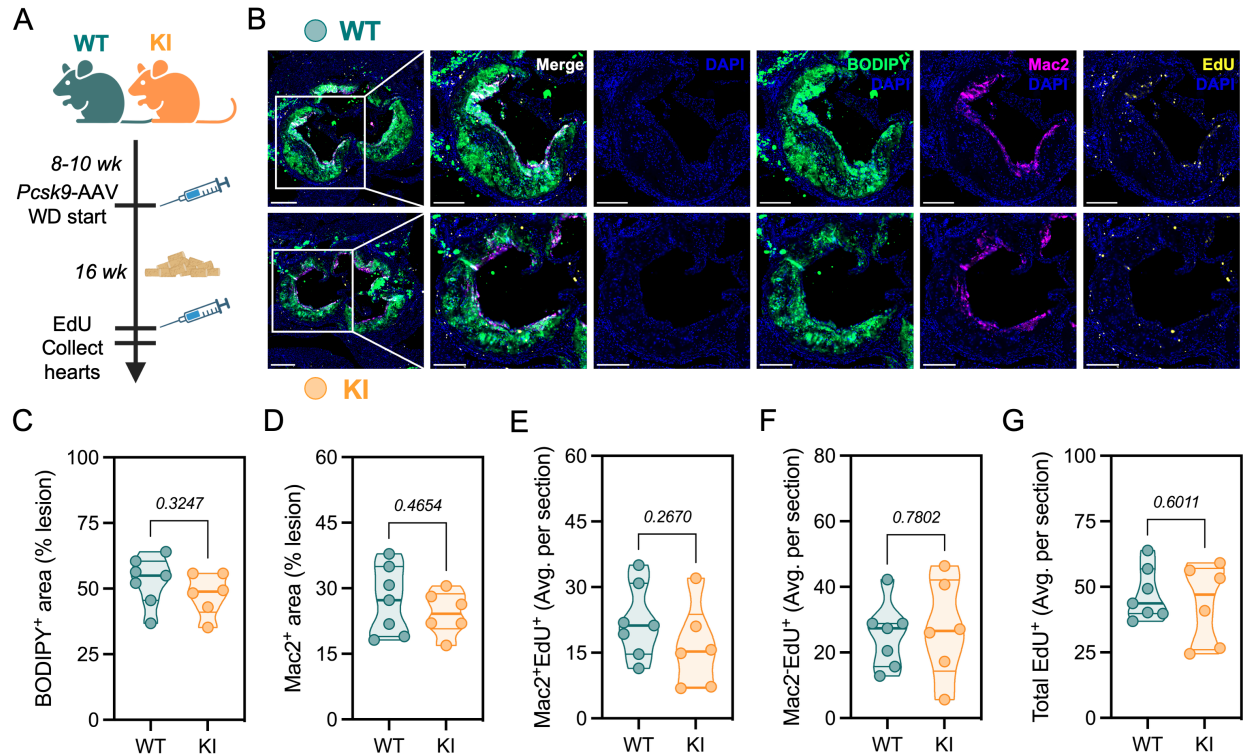 A
WT
KI
8-10 wk
Pcsk9-AAV
WD start
16 wk
EdU
Collect
hearts
B
WT
Merge
DAPI
BODIPY
DAPI
Mac2
DAPI
EdU
DAPI
KI
C
BODIPY⁺ area (% lesion)
100
75
50
25
0
0.3247
WT
KI
D
Mac2⁺ area (% lesion)
60
45
30
15
0
0.4654
WT
KI
E
Mac2⁺EdU⁺ (Avg. per section)
60
45
30
15
0
0.2670
WT
KI
F
Mac2⁻EdU⁺ (Avg. per section)
80
60
40
20
0
0.7802
WT
KI
G
Total EdU⁺ (Avg. per section)
100
75
50
25
0
0.6011
WT
KI